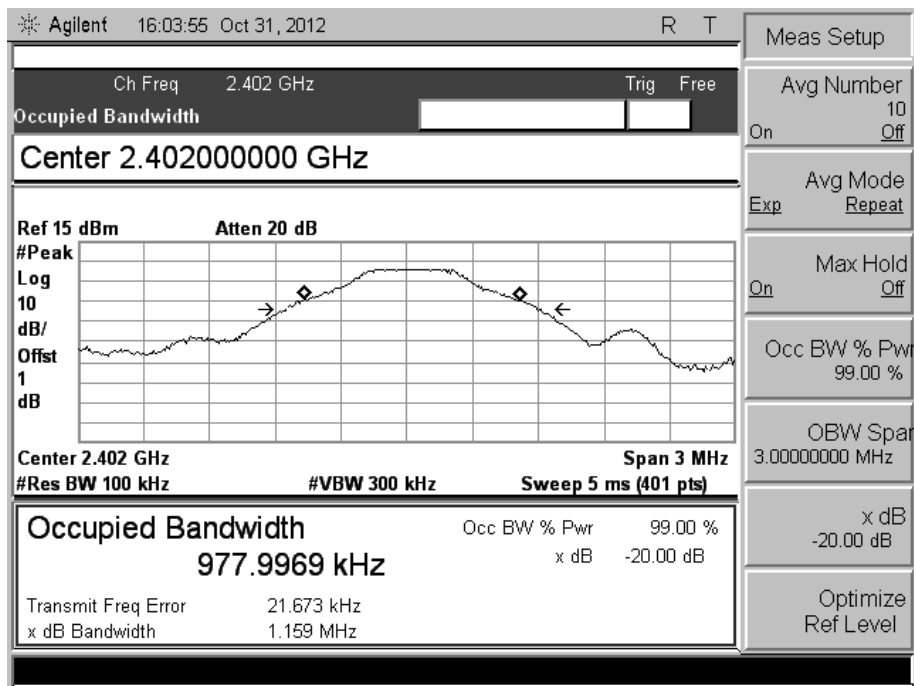 Agilent 16:03:55 Oct 31, 2012 R T
Ch Freq 2.402 GHz Trig Free
Occupied Bandwidth
Center 2.402000000 GHz
Ref 15 dBm Atten 20 dB
#Peak
Log
10
dB/
Offst
1
dB
Center 2.402 GHz Span 3 MHz
#Res BW 100 kHz #VBW 300 kHz Sweep 5 ms (401 pts)
Occupied Bandwidth Occ BW % Pwr 99.00 %
977.9969 kHz x dB -20.00 dB
Transmit Freq Error 21.673 kHz
x dB Bandwidth 1.159 MHz
Meas Setup
Avg Number
10
On Off
Avg Mode
Exp Repeat
Max Hold
On Off
Occ BW % Pwr
99.00 %
OBW Span
3.00000000 MHz
x dB
-20.00 dB
Optimize
Ref Level